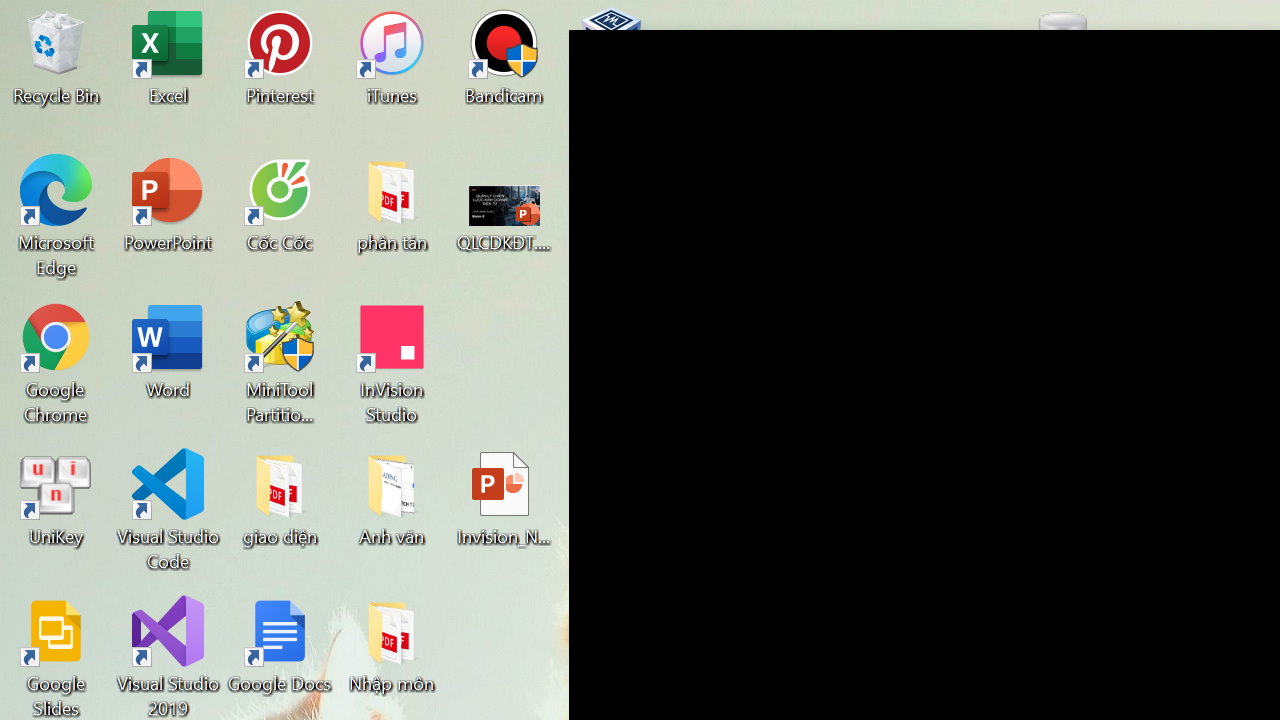 Recycle Bin
Excel
Pinterest
iTunes
Bandicam
Microsoft
Edge
PowerPoint
Cốc Cốc
phân tán
QLCDKĐT....
Google
Chrome
Word
MiniTool
Partitio...
InVision
Studio
UniKey
Visual Studio
Code
giao diện
Anh văn
Invision_N...
Google
Slides
Visual Studio
2019
Google Docs
Nhập môn